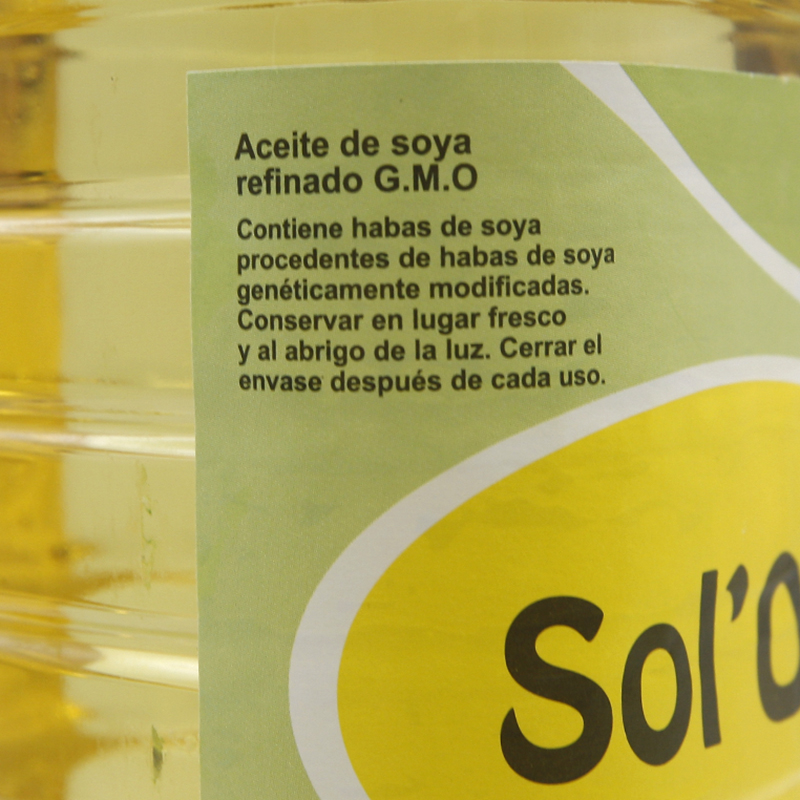 Aceite de soya
refinado G.M.O
Contiene habas de soya
procedentes de habas de soya
genéticamente modificadas.
Conservar en lugar fresco
y al abrigo de la luz. Cerrar el
envase después de cada uso.
Sol'